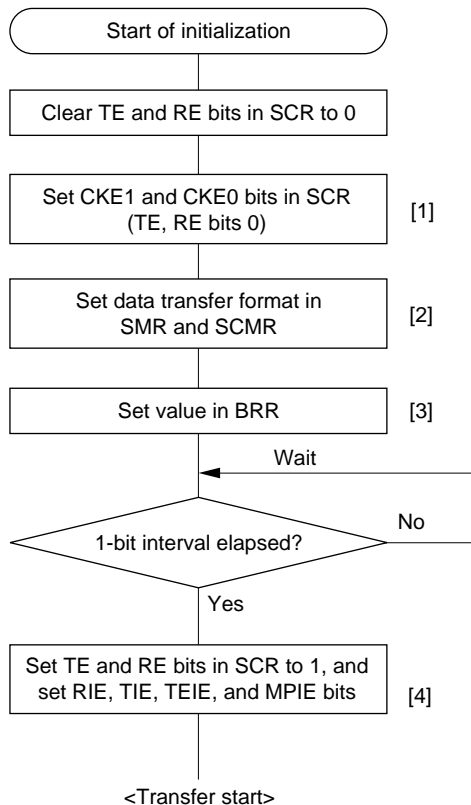 Start of initialization
Clear TE and RE bits in SCR to 0
Set CKE1 and CKE0 bits in SCR
(TE, RE bits 0)
[1]
Set data transfer format in
SMR and SCMR
[2]
Set value in BRR
[3]
Wait
1-bit interval elapsed?
No
Yes
Set TE and RE bits in SCR to 1, and
set RIE, TIE, TEIE, and MPIE bits
[4]
<Transfer start>